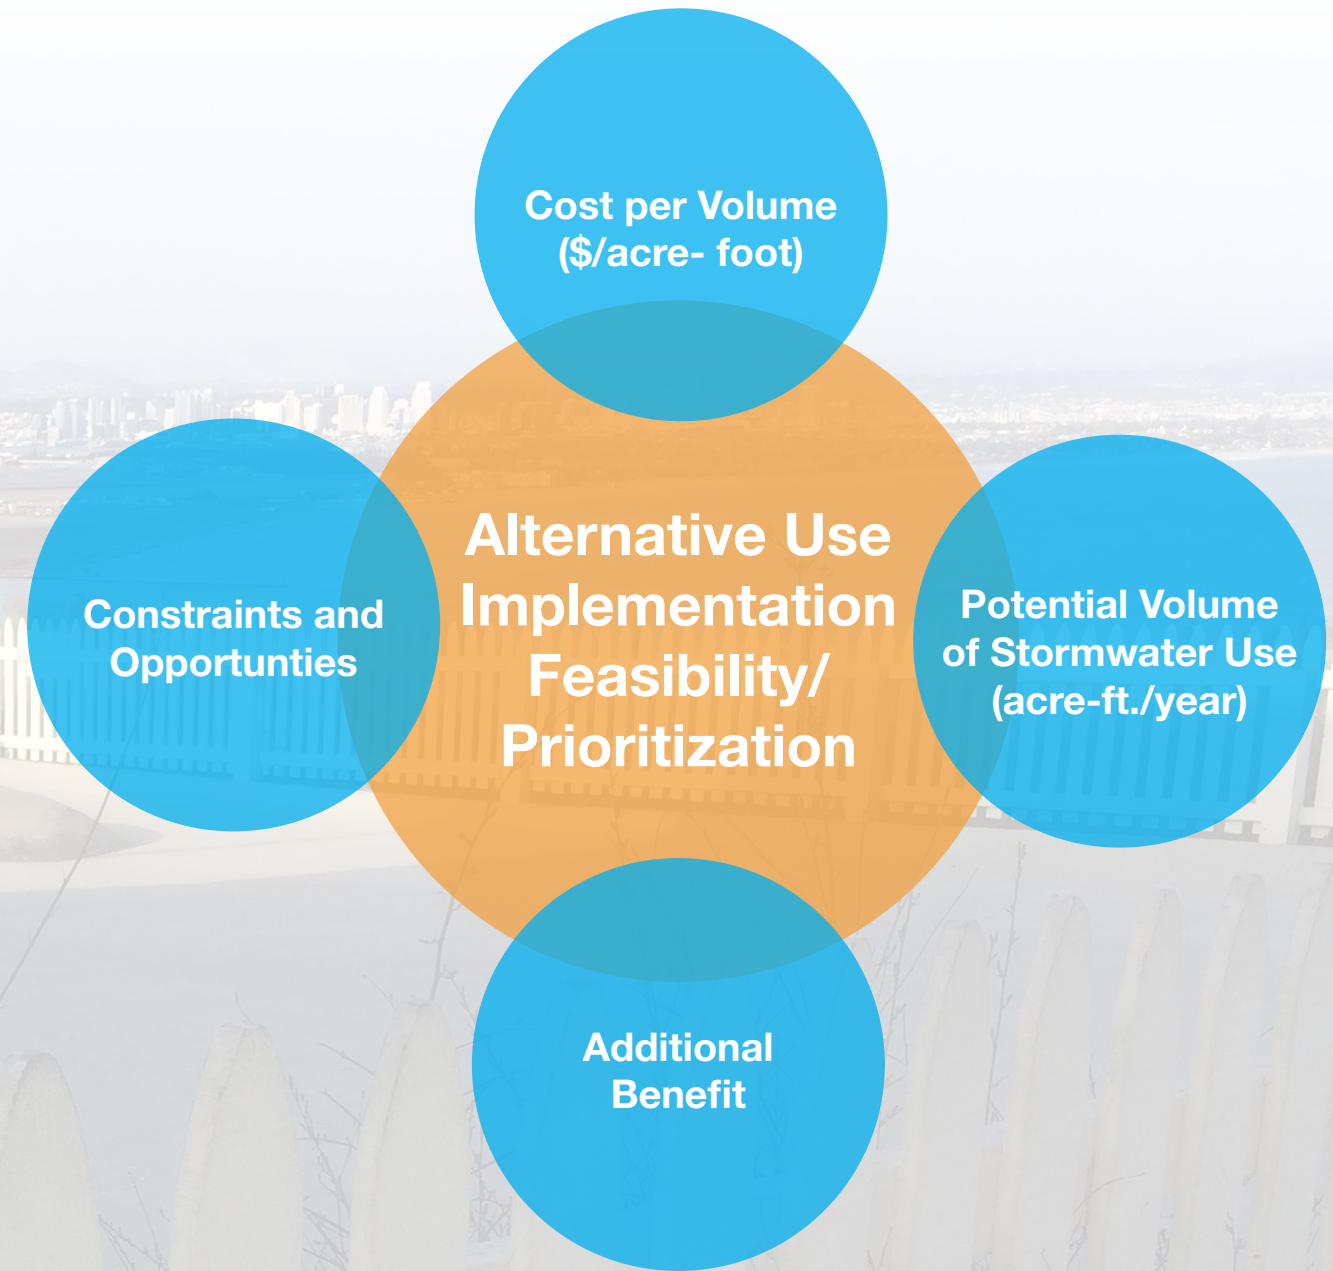 Cost per Volume
($/acre- foot)
Alternative Use
Implementation
Feasibility/
Prioritization
Constraints and
Opportunties
Potential Volume
of Stormwater Use
(acre-ft./year)
Additional
Benefit